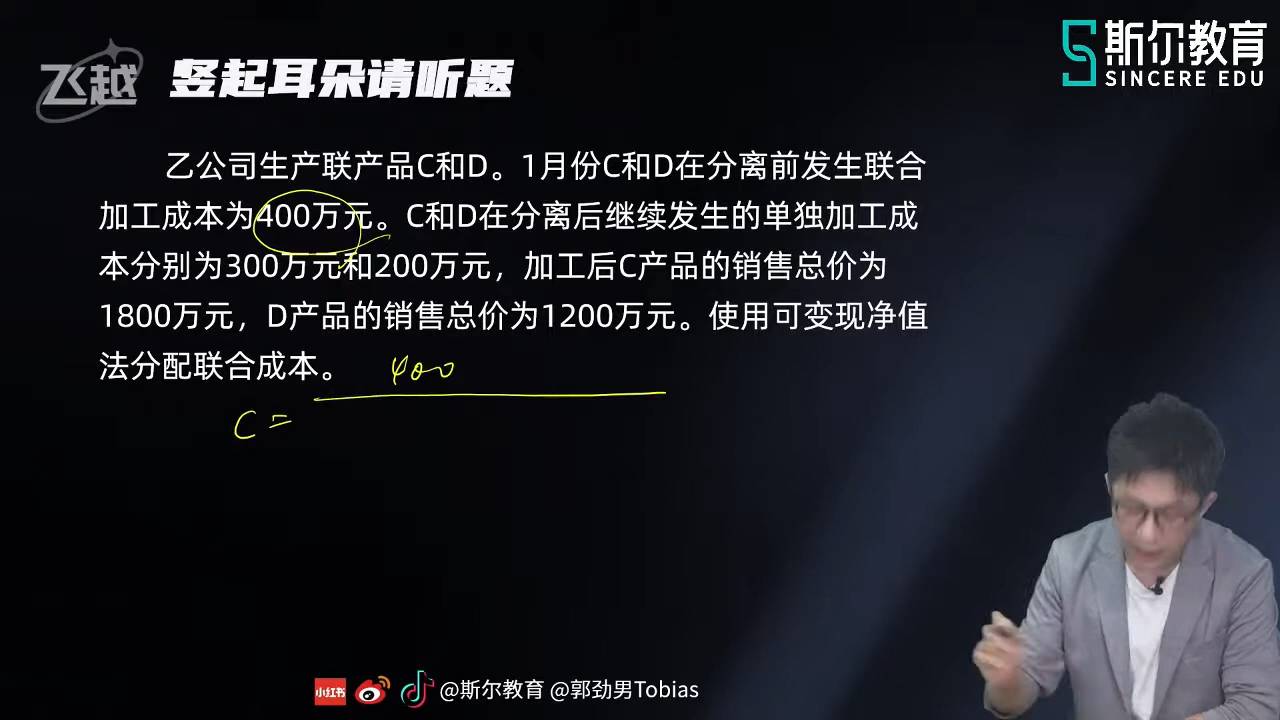 飞越
竖起耳朵请听题
斯尔教育
SINCERE EDU
乙公司生产联产品C和D。1月份C和D在分离前发生联合
加工成本为400万元。C和D在分离后继续发生的单独加工成
本分别为300万元和200万元，加工后C产品的销售总价为
1800万元，D产品的销售总价为1200万元。使用可变现净值
法分配联合成本。
400
C =
小红书
@斯尔教育 @郭劲男Tobias